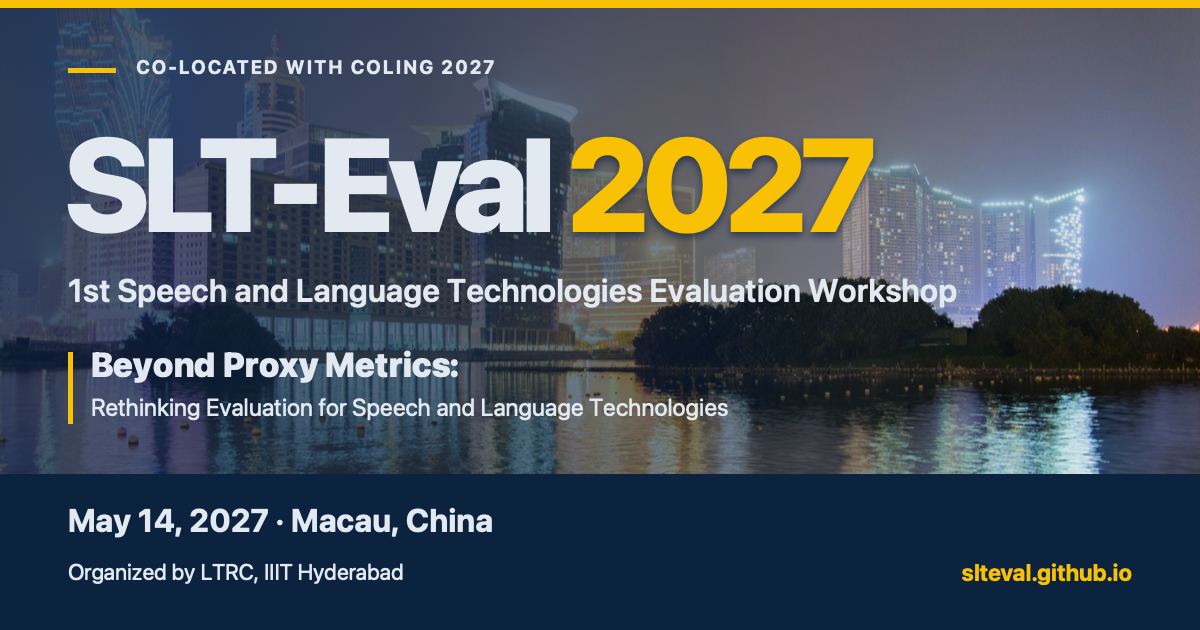 CO-LOCATED WITH COLING 2027
SLT-Eval 2027
1st Speech and Language Technologies Evaluation Workshop
Beyond Proxy Metrics:
Rethinking Evaluation for Speech and Language Technologies
May 14, 2027 · Macau, China
Organized by LTRC, IIIT Hyderabad
slteval.github.io